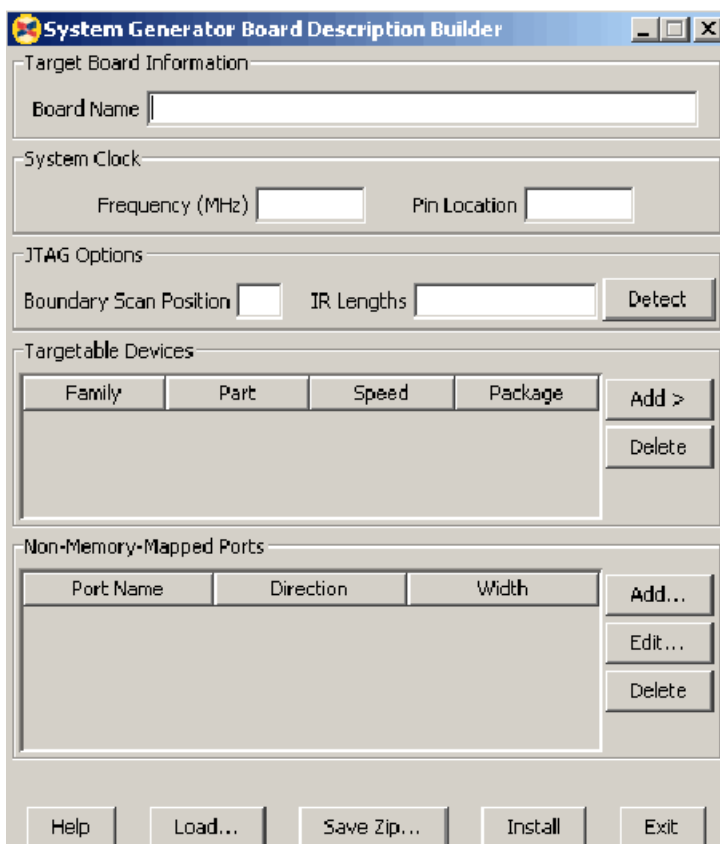 System Generator Board Description Builder
Target Board Information
Board Name
System Clock
Frequency (MHz) Pin Location
JTAG Options
Boundary Scan Position IR Lengths Detect
Targetable Devices
Family Part Speed Package Add >
Delete
Non-Memory-Mapped Ports
Port Name Direction Width Add...
Edit...
Delete
Help Load... Save Zip... Install Exit